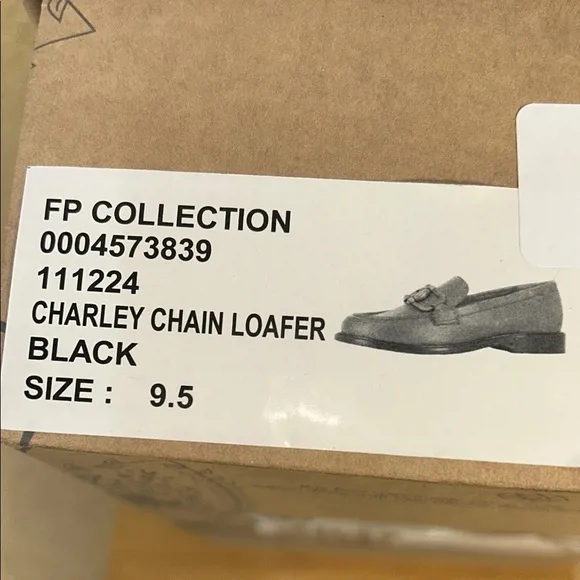 FP COLLECTION
0004573839
111224
CHARLEY CHAIN LOAFER
BLACK
SIZE : 9.5